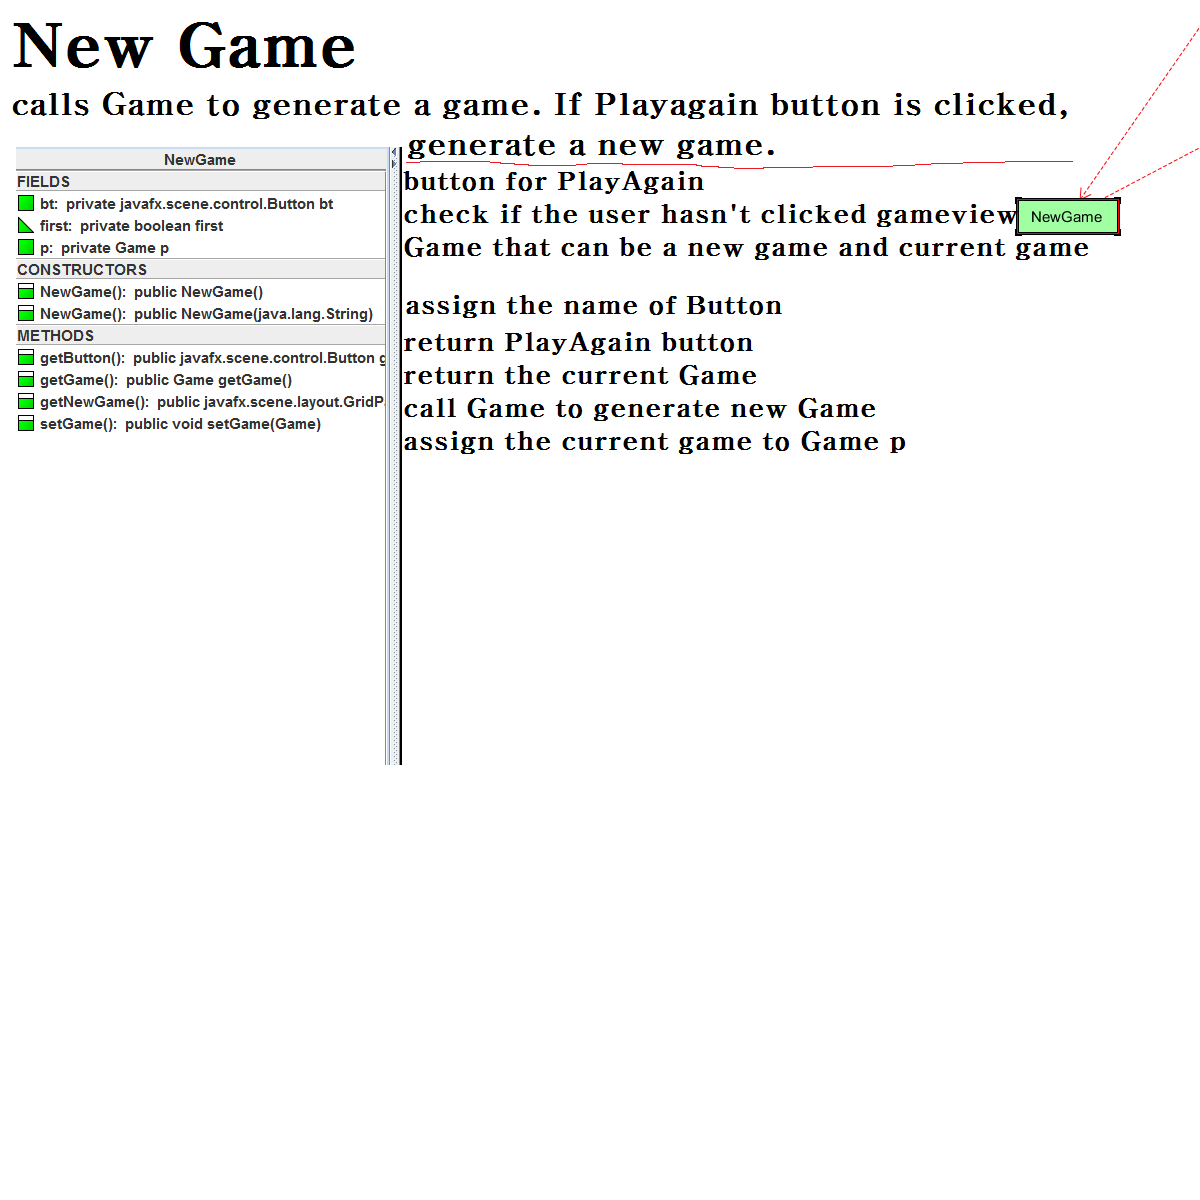 New Game
calls Game to generate a game. If Playagain button is clicked,
generate a new game.
NewGame
FIELDS
bt: private javafx.scene.control.Button bt
button for PlayAgain
first: private boolean first
check if the user hasn't clicked gameview
NewGame
p: private Game p
Game that can be a new game and current game
CONSTRUCTORS
NewGame(): public NewGame()
NewGame(): public NewGame(java.lang.String)
assign the name of Button
METHODS
getButton(): public javafx.scene.control.Button g
return PlayAgain button
getGame(): public Game getGame()
return the current Game
getNewGame(): public javafx.scene.layout.GridP
call Game to generate new Game
setGame(): public void setGame(Game)
assign the current game to Game p